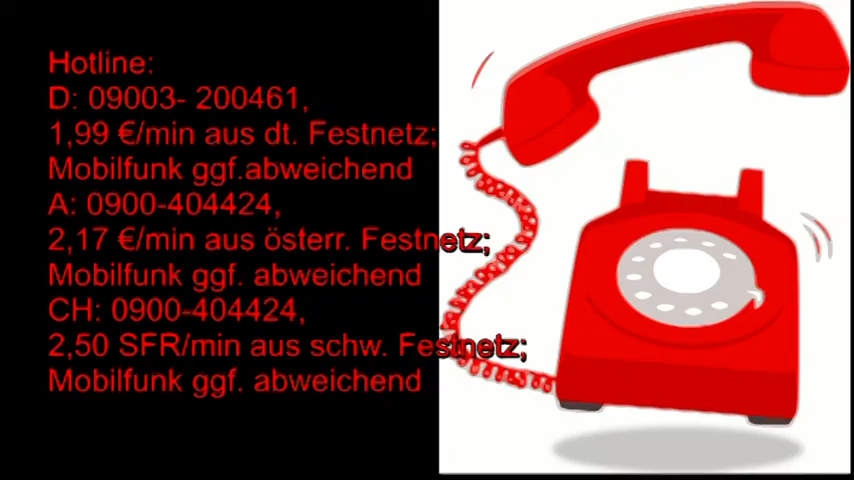 Hotline:
D: 09003- 200461,
1,99 €/min aus dt. Festnetz;
Mobilfunk ggf.abweichend
A: 0900-404424,
2,17 €/min aus österr. Festnetz;
Mobilfunk ggf. abweichend
CH: 0900-404424,
2,50 SFR/min aus schw. Festnetz;
Mobilfunk ggf. abweichend